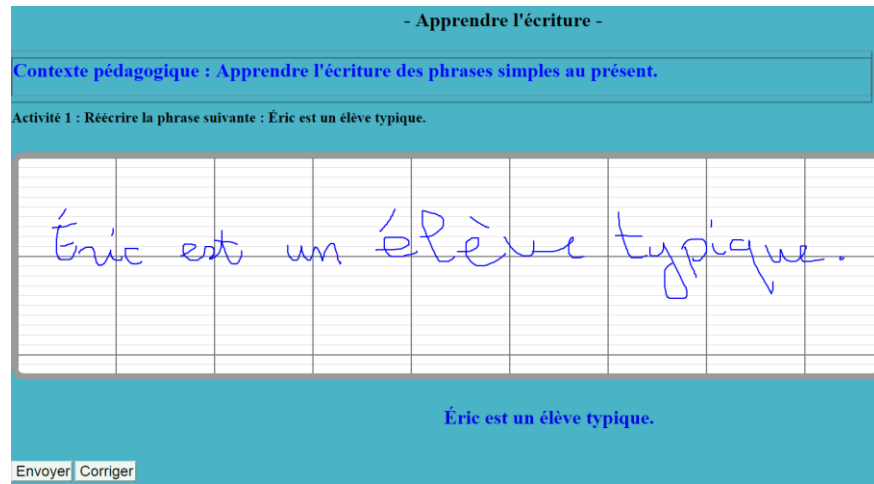 - Apprendre l'écriture -
Contexte pédagogique : Apprendre l'écriture des phrases simples au présent.
Activité 1 : Réécrire la phrase suivante : Éric est un élève typique.
Éric est un élève typique.
Éric est un élève typique.
Envoyer Corriger